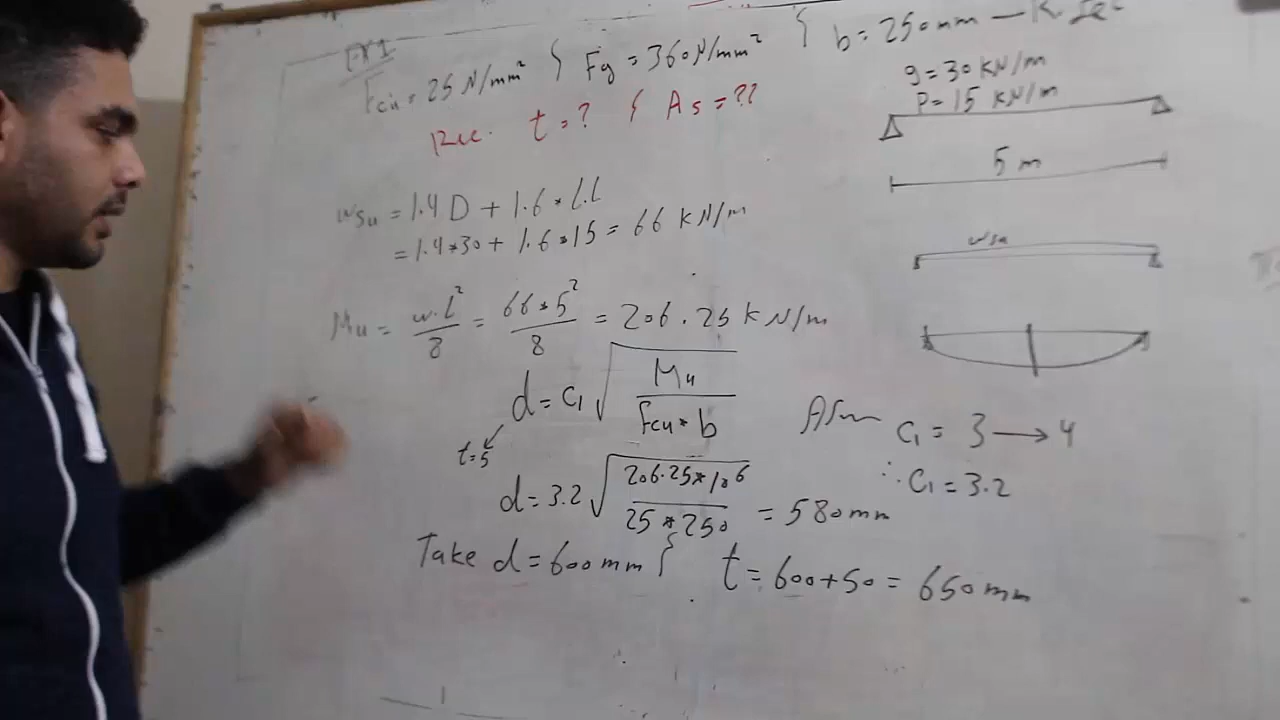 EX1
Fcu = 25 N/mm² } Fy = 360 N/mm² } b = 250 mm — R. Sec
Rec. t = ? } As = ??
g = 30 KN/m
P = 15 KN/m
5 m
wsu = 1.4 D + 1.6 * L.L
= 1.4*30 + 1.6*15 = 66 KN/m
wsu
Mu = w.L²/8 = 66*5²/8 = 206.25 KN/m
d = C1 √(Mu / Fcu * b)
C1 = 3 → 4
t=5
∴ C1 = 3.2
d = 3.2 √(206.25*10⁶ / 25*250) = 580 mm
Take d = 600 mm } t = 600+50 = 650 mm